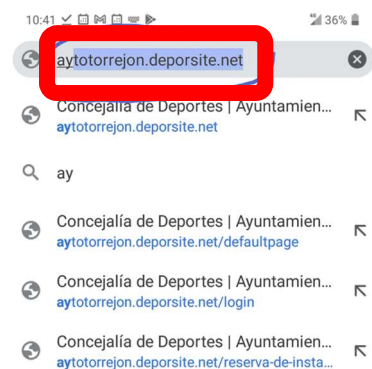 10:41 36%
aytotorrejon.deporsite.net
Concejalía de Deportes | Ayuntamien...
aytotorrejon.deporsite.net
ay
Concejalía de Deportes | Ayuntamien...
aytotorrejon.deporsite.net/defaultpage
Concejalía de Deportes | Ayuntamien...
aytotorrejon.deporsite.net/login
Concejalía de Deportes | Ayuntamien...
aytotorrejon.deporsite.net/reserva-de-insta...